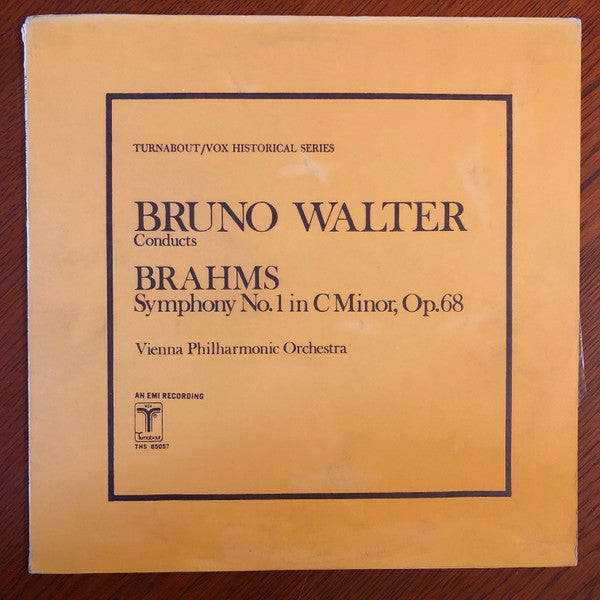 TURNABOUT/VOX HISTORICAL SERIES
BRUNO WALTER
Conducts
BRAHMS
Symphony No.1 in C Minor, Op.68
Vienna Philharmonic Orchestra
AN EMI RECORDING
VOX
Turnabout
THS 65057